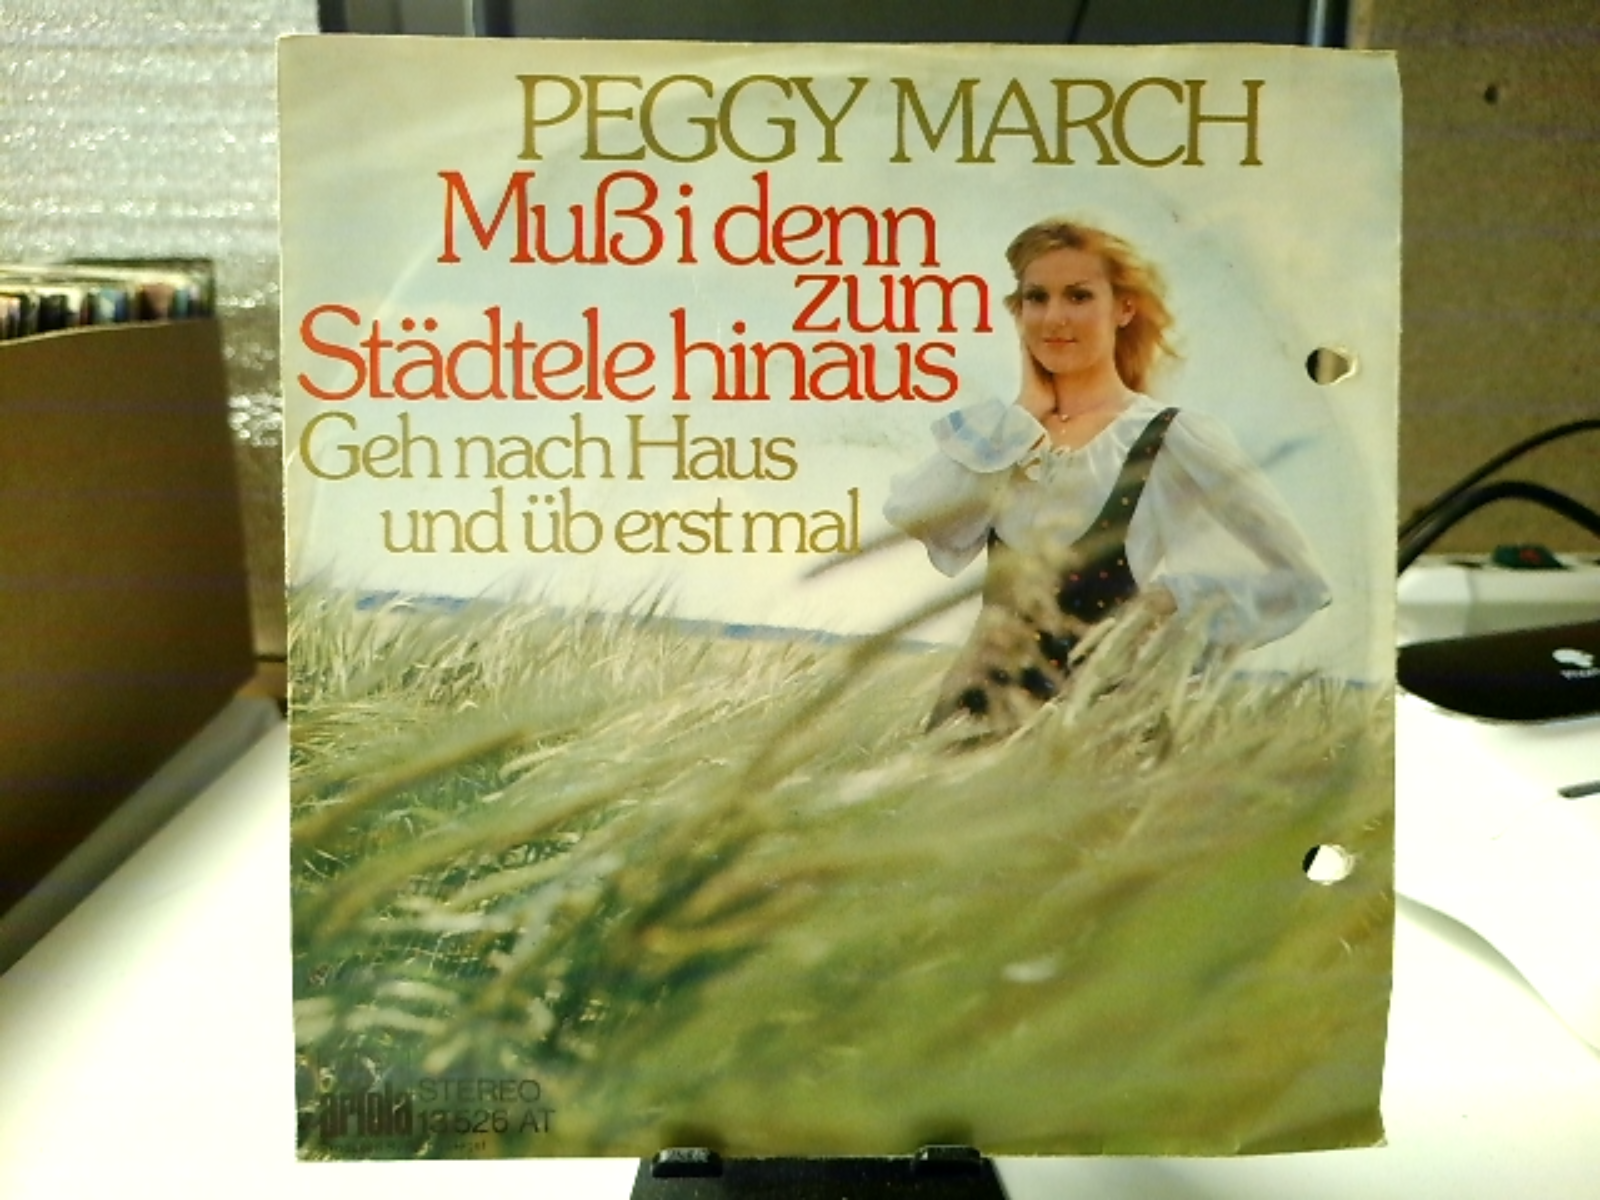 PEGGY MARCH
Muß i denn
zum
Städtele hinaus
Geh nach Haus
und üb erst mal
ariola STEREO
13 526 AT